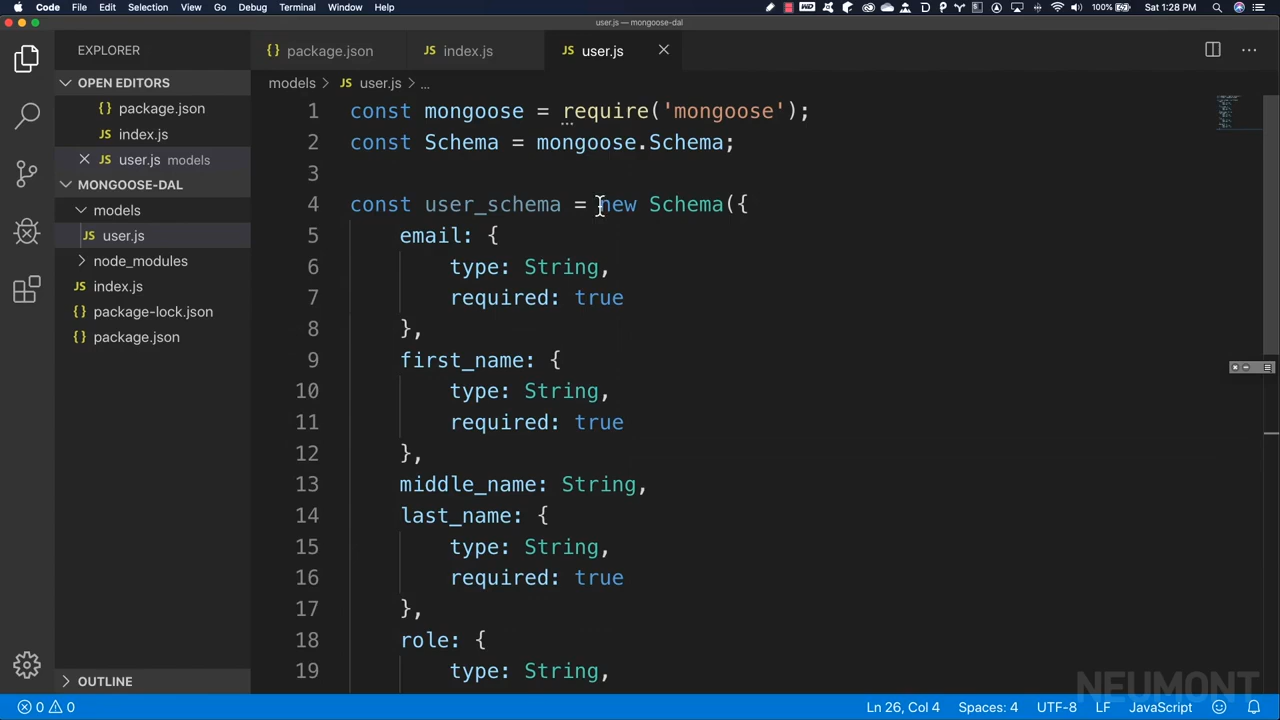 Code File Edit Selection View Go Debug Terminal Window Help 100% Sat 1:28 PM
user.js — mongoose-dal
EXPLORER
OPEN EDITORS
package.json
index.js
user.js models
MONGOOSE-DAL
models
user.js
node_modules
index.js
package-lock.json
package.json
OUTLINE
package.json index.js user.js
models > user.js > ...
1 const mongoose = require('mongoose');
2 const Schema = mongoose.Schema;
3
4 const user_schema = new Schema({
5 email: {
6 type: String,
7 required: true
8 },
9 first_name: {
10 type: String,
11 required: true
12 },
13 middle_name: String,
14 last_name: {
15 type: String,
16 required: true
17 },
18 role: {
19 type: String,
NEUMONT
0 0 Ln 26, Col 4 Spaces: 4 UTF-8 LF JavaScript